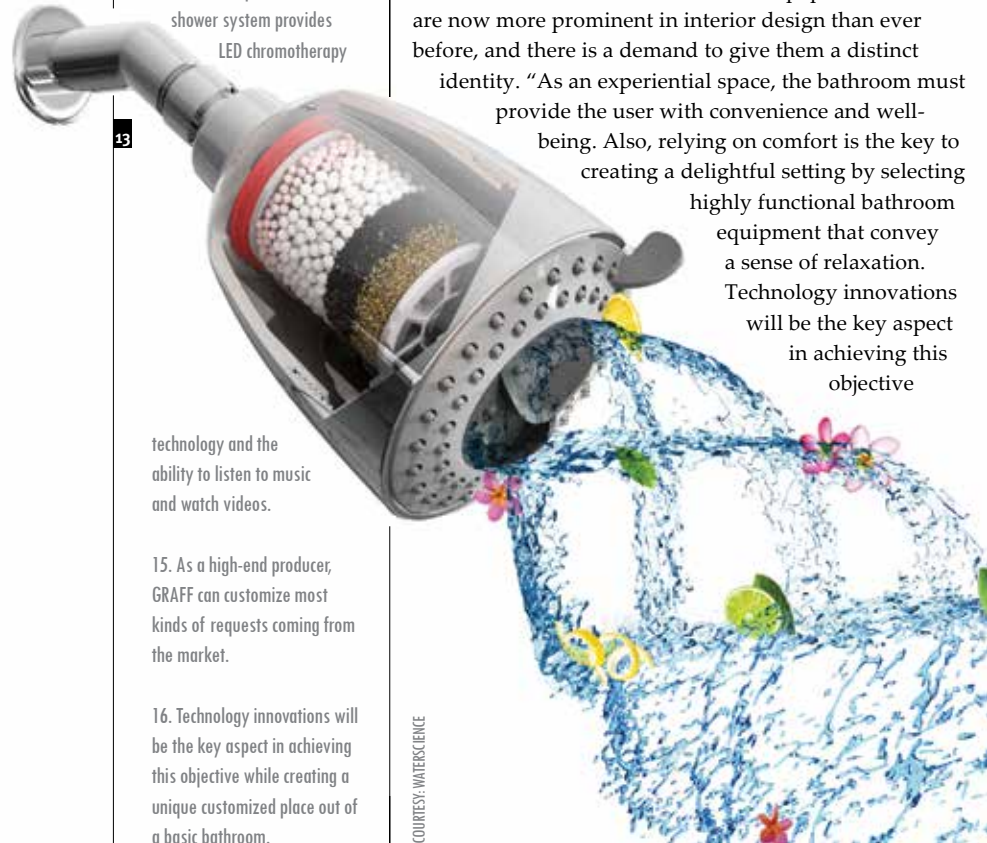 shower system provides
LED chromotherapy
13
technology and the
ability to listen to music
and watch videos.
15. As a high-end producer,
GRAFF can customize most
kinds of requests coming from
the market.
16. Technology innovations will
be the key aspect in achieving
this objective while creating a
unique customized place out of
a basic bathroom.
COURTESY: WATERSCIENCE
are now more prominent in interior design than ever
before, and there is a demand to give them a distinct
identity. “As an experiential space, the bathroom must
provide the user with convenience and well-
being. Also, relying on comfort is the key to
creating a delightful setting by selecting
highly functional bathroom
equipment that convey
a sense of relaxation.
Technology innovations
will be the key aspect
in achieving this
objective